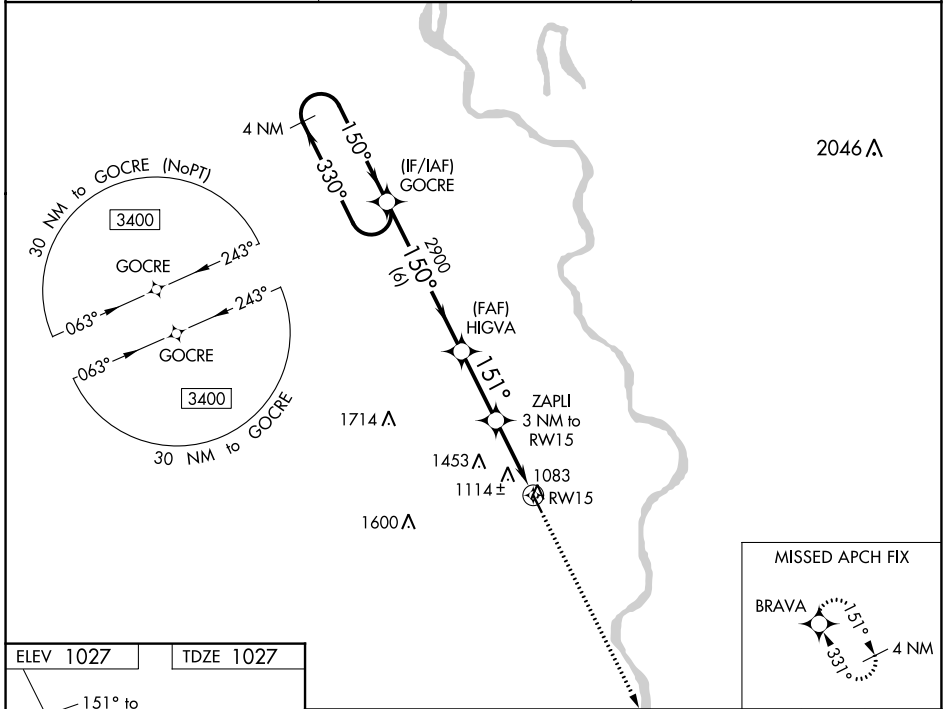 4 NM
150°
330°
(IF/IAF)
GOCRE
2046
30 NM to GOCRE (NoPT)
3400
GOCRE
243°
063°
243°
063°
GOCRE
3400
30 NM to GOCRE
2900
150°
(6)
(FAF)
HIGVA
151°
ZAPLI
3 NM to
RW15
1714
1453
1114 ±
1083
RW15
1600
MISSED APCH FIX
BRAVA
151°
331°
4 NM
ELEV 1027
TDZE 1027
151° to